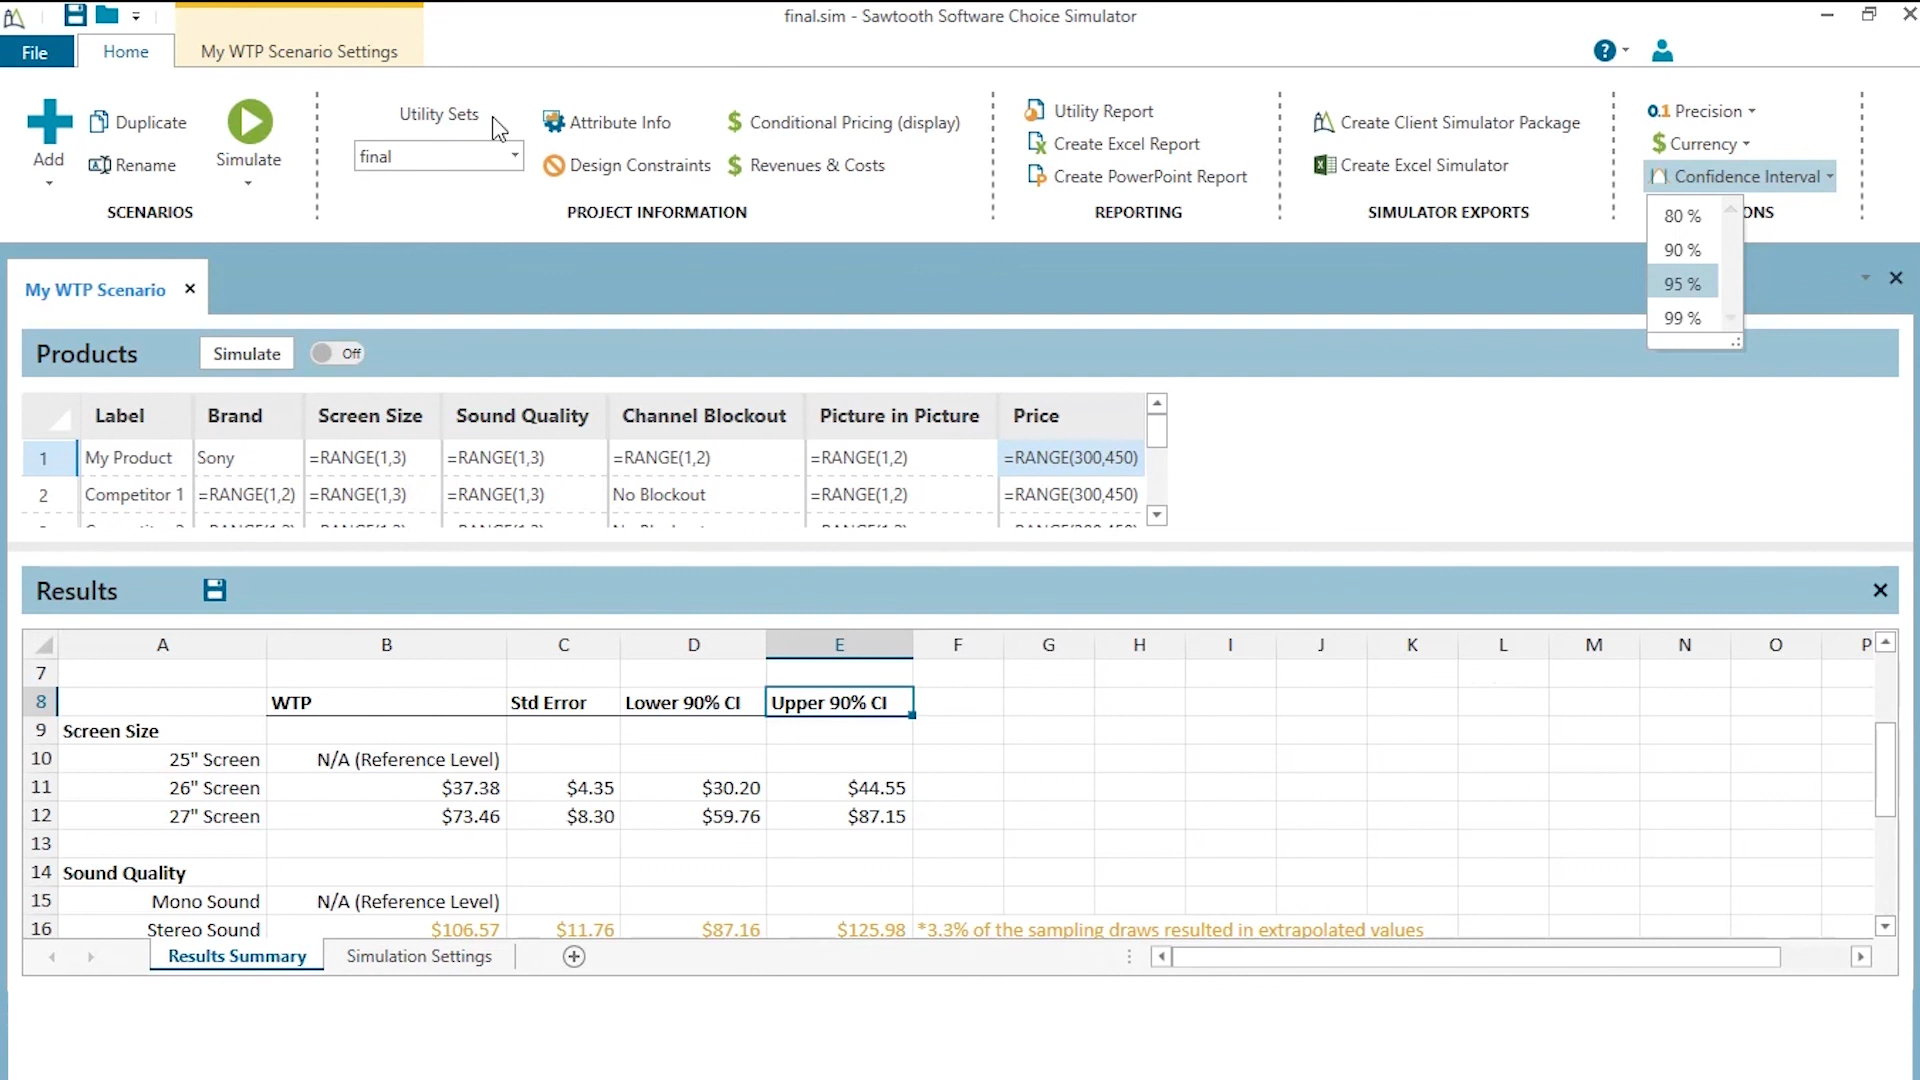 final.sim - Sawtooth Software Choice Simulator
File
Home
My WTP Scenario Settings
?
Add
Duplicate
Rename
Simulate
SCENARIOS
Utility Sets
final
Attribute Info
Design Constraints
$ Conditional Pricing (display)
$ Revenues & Costs
PROJECT INFORMATION
Utility Report
Create Excel Report
Create PowerPoint Report
REPORTING
Create Client Simulator Package
Create Excel Simulator
SIMULATOR EXPORTS
0.1 Precision
$ Currency
Confidence Interval
80 %
90 %
95 %
99 %
ONS
My WTP Scenario
Products
Simulate
Off
Label Brand Screen Size Sound Quality Channel Blockout Picture in Picture Price
1 My Product Sony =RANGE(1,3) =RANGE(1,3) =RANGE(1,2) =RANGE(1,2) =RANGE(300,450)
2 Competitor 1 =RANGE(1,2) =RANGE(1,3) =RANGE(1,3) No Blockout =RANGE(1,2) =RANGE(300,450)
Results
A B C D E F G H I J K L M N O P
7
8 WTP Std Error Lower 90% CI Upper 90% CI
9 Screen Size
10 25" Screen N/A (Reference Level)
11 26" Screen $37.38 $4.35 $30.20 $44.55
12 27" Screen $73.46 $8.30 $59.76 $87.15
13
14 Sound Quality
15 Mono Sound N/A (Reference Level)
16 Stereo Sound $106.57 $11.76 $87.16 $125.98 *3.3% of the sampling draws resulted in extrapolated values
Results Summary
Simulation Settings